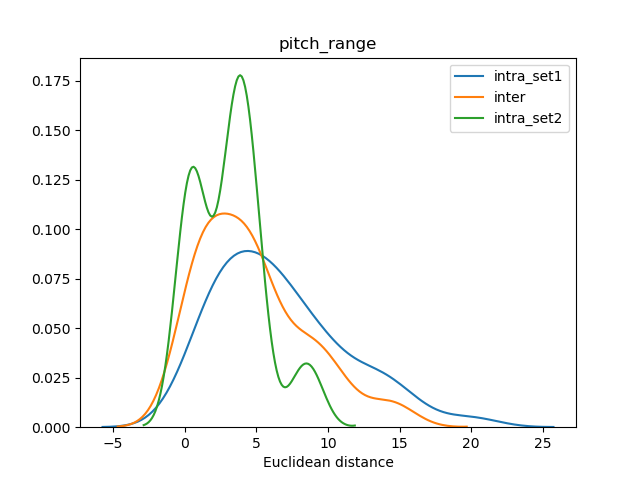 pitch_range
intra_set1
inter
intra_set2
0.175
0.150
0.125
0.100
0.075
0.050
0.025
0.000
−5 0 5 10 15 20 25
Euclidean distance